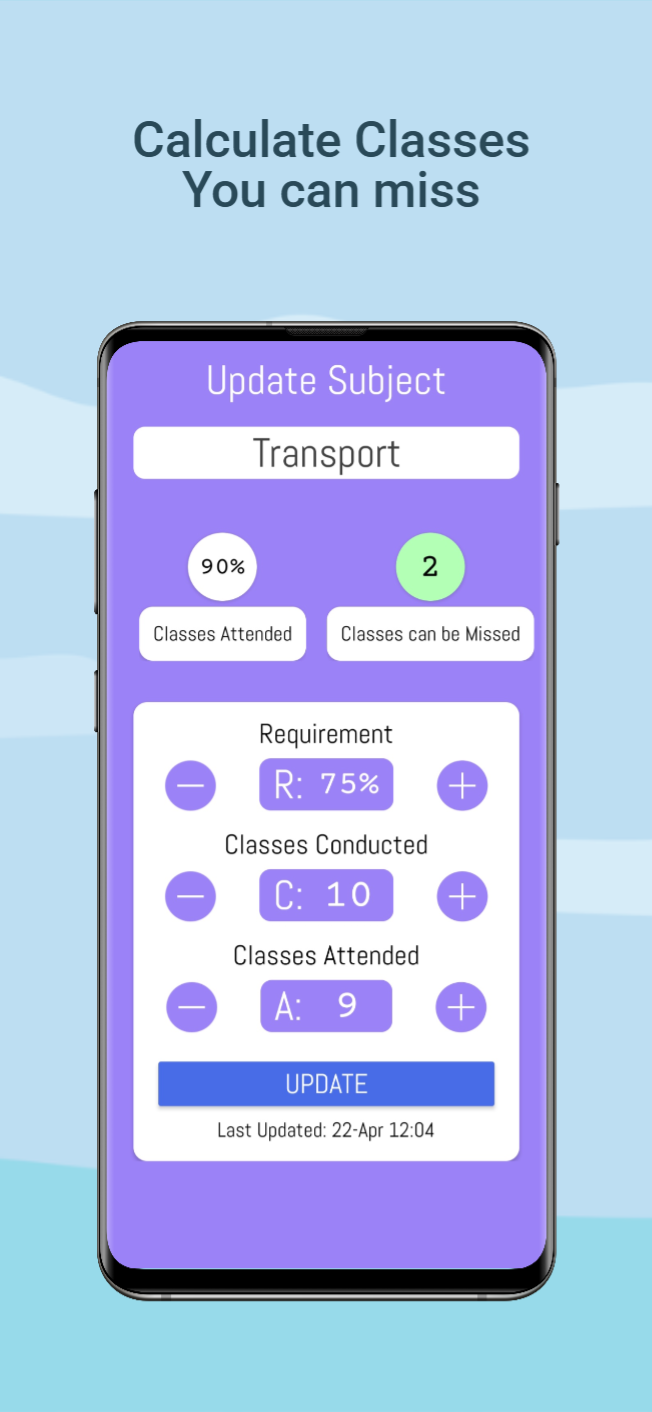 Calculate Classes
You can miss
Update Subject
Transport
90%
2
Classes Attended
Classes can be Missed
Requirement
R: 75%
Classes Conducted
C: 10
Classes Attended
A: 9
UPDATE
Last Updated: 22-Apr 12:04